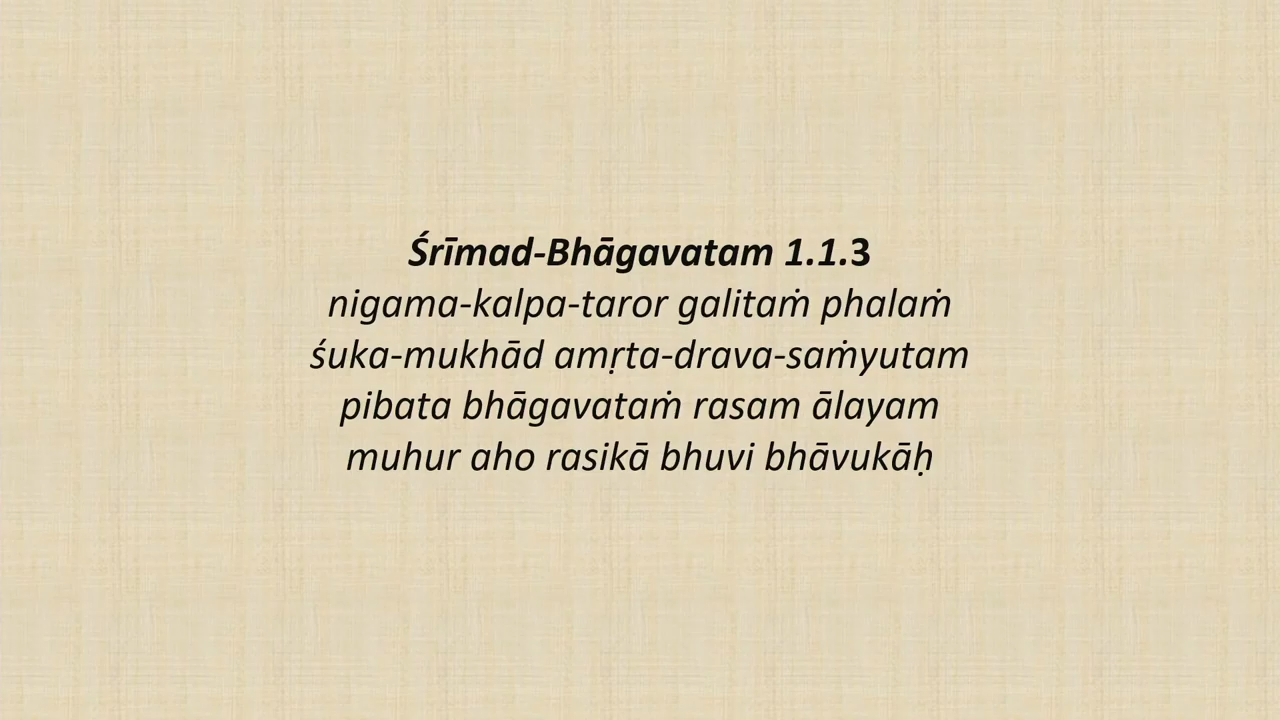 Śrīmad-Bhāgavatam 1.1.3
nigama-kalpa-taror galitaṁ phalaṁ
śuka-mukhād amṛta-drava-saṁyutam
pibata bhāgavataṁ rasam ālayam
muhur aho rasikā bhuvi bhāvukāḥ